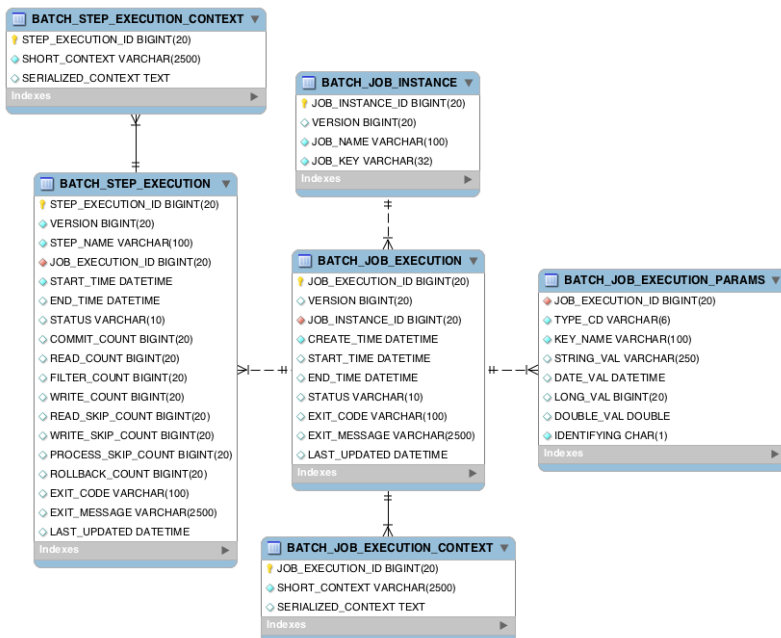 BATCH_STEP_EXECUTION_CONTEXT
STEP_EXECUTION_ID BIGINT(20)
SHORT_CONTEXT VARCHAR(2500)
SERIALIZED_CONTEXT TEXT
Indexes
BATCH_JOB_INSTANCE
JOB_INSTANCE_ID BIGINT(20)
VERSION BIGINT(20)
JOB_NAME VARCHAR(100)
JOB_KEY VARCHAR(32)
Indexes
BATCH_STEP_EXECUTION
STEP_EXECUTION_ID BIGINT(20)
VERSION BIGINT(20)
STEP_NAME VARCHAR(100)
JOB_EXECUTION_ID BIGINT(20)
START_TIME DATETIME
END_TIME DATETIME
STATUS VARCHAR(10)
COMMIT_COUNT BIGINT(20)
READ_COUNT BIGINT(20)
FILTER_COUNT BIGINT(20)
WRITE_COUNT BIGINT(20)
READ_SKIP_COUNT BIGINT(20)
WRITE_SKIP_COUNT BIGINT(20)
PROCESS_SKIP_COUNT BIGINT(20)
ROLLBACK_COUNT BIGINT(20)
EXIT_CODE VARCHAR(100)
EXIT_MESSAGE VARCHAR(2500)
LAST_UPDATED DATETIME
Indexes
BATCH_JOB_EXECUTION
JOB_EXECUTION_ID BIGINT(20)
VERSION BIGINT(20)
JOB_INSTANCE_ID BIGINT(20)
CREATE_TIME DATETIME
START_TIME DATETIME
END_TIME DATETIME
STATUS VARCHAR(10)
EXIT_CODE VARCHAR(100)
EXIT_MESSAGE VARCHAR(2500)
LAST_UPDATED DATETIME
Indexes
BATCH_JOB_EXECUTION_PARAMS
JOB_EXECUTION_ID BIGINT(20)
TYPE_CD VARCHAR(6)
KEY_NAME VARCHAR(100)
STRING_VAL VARCHAR(250)
DATE_VAL DATETIME
LONG_VAL BIGINT(20)
DOUBLE_VAL DOUBLE
IDENTIFYING CHAR(1)
Indexes
BATCH_JOB_EXECUTION_CONTEXT
JOB_EXECUTION_ID BIGINT(20)
SHORT_CONTEXT VARCHAR(2500)
SERIALIZED_CONTEXT TEXT
Indexes